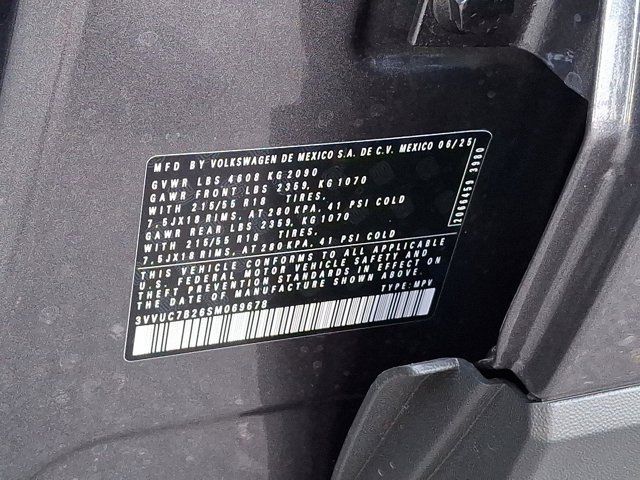 MFD BY VOLKSWAGEN DE MEXICO S.A. DE C.V. MEXICO 06/25
GVWR LBS 4608 KG 2090
GAWR FRONT LBS 2359, KG 1070
WITH 215/55 R18 TIRES,
7.5JX18 RIMS, AT 280 KPA, 41 PSI COLD
GAWR REAR LBS 2359, KG 1070
WITH 215/55 R18 TIRES,
7.5JX18 RIMS, AT 280 KPA, 41 PSI COLD
THIS VEHICLE CONFORMS TO ALL APPLICABLE
U.S. FEDERAL MOTOR VEHICLE SAFETY AND
THEFT PREVENTION STANDARDS IN EFFECT ON
THE DATE OF MANUFACTURE SHOWN ABOVE.
3VVUC7B26SM069678 TYPE: MPV
2066459 3900